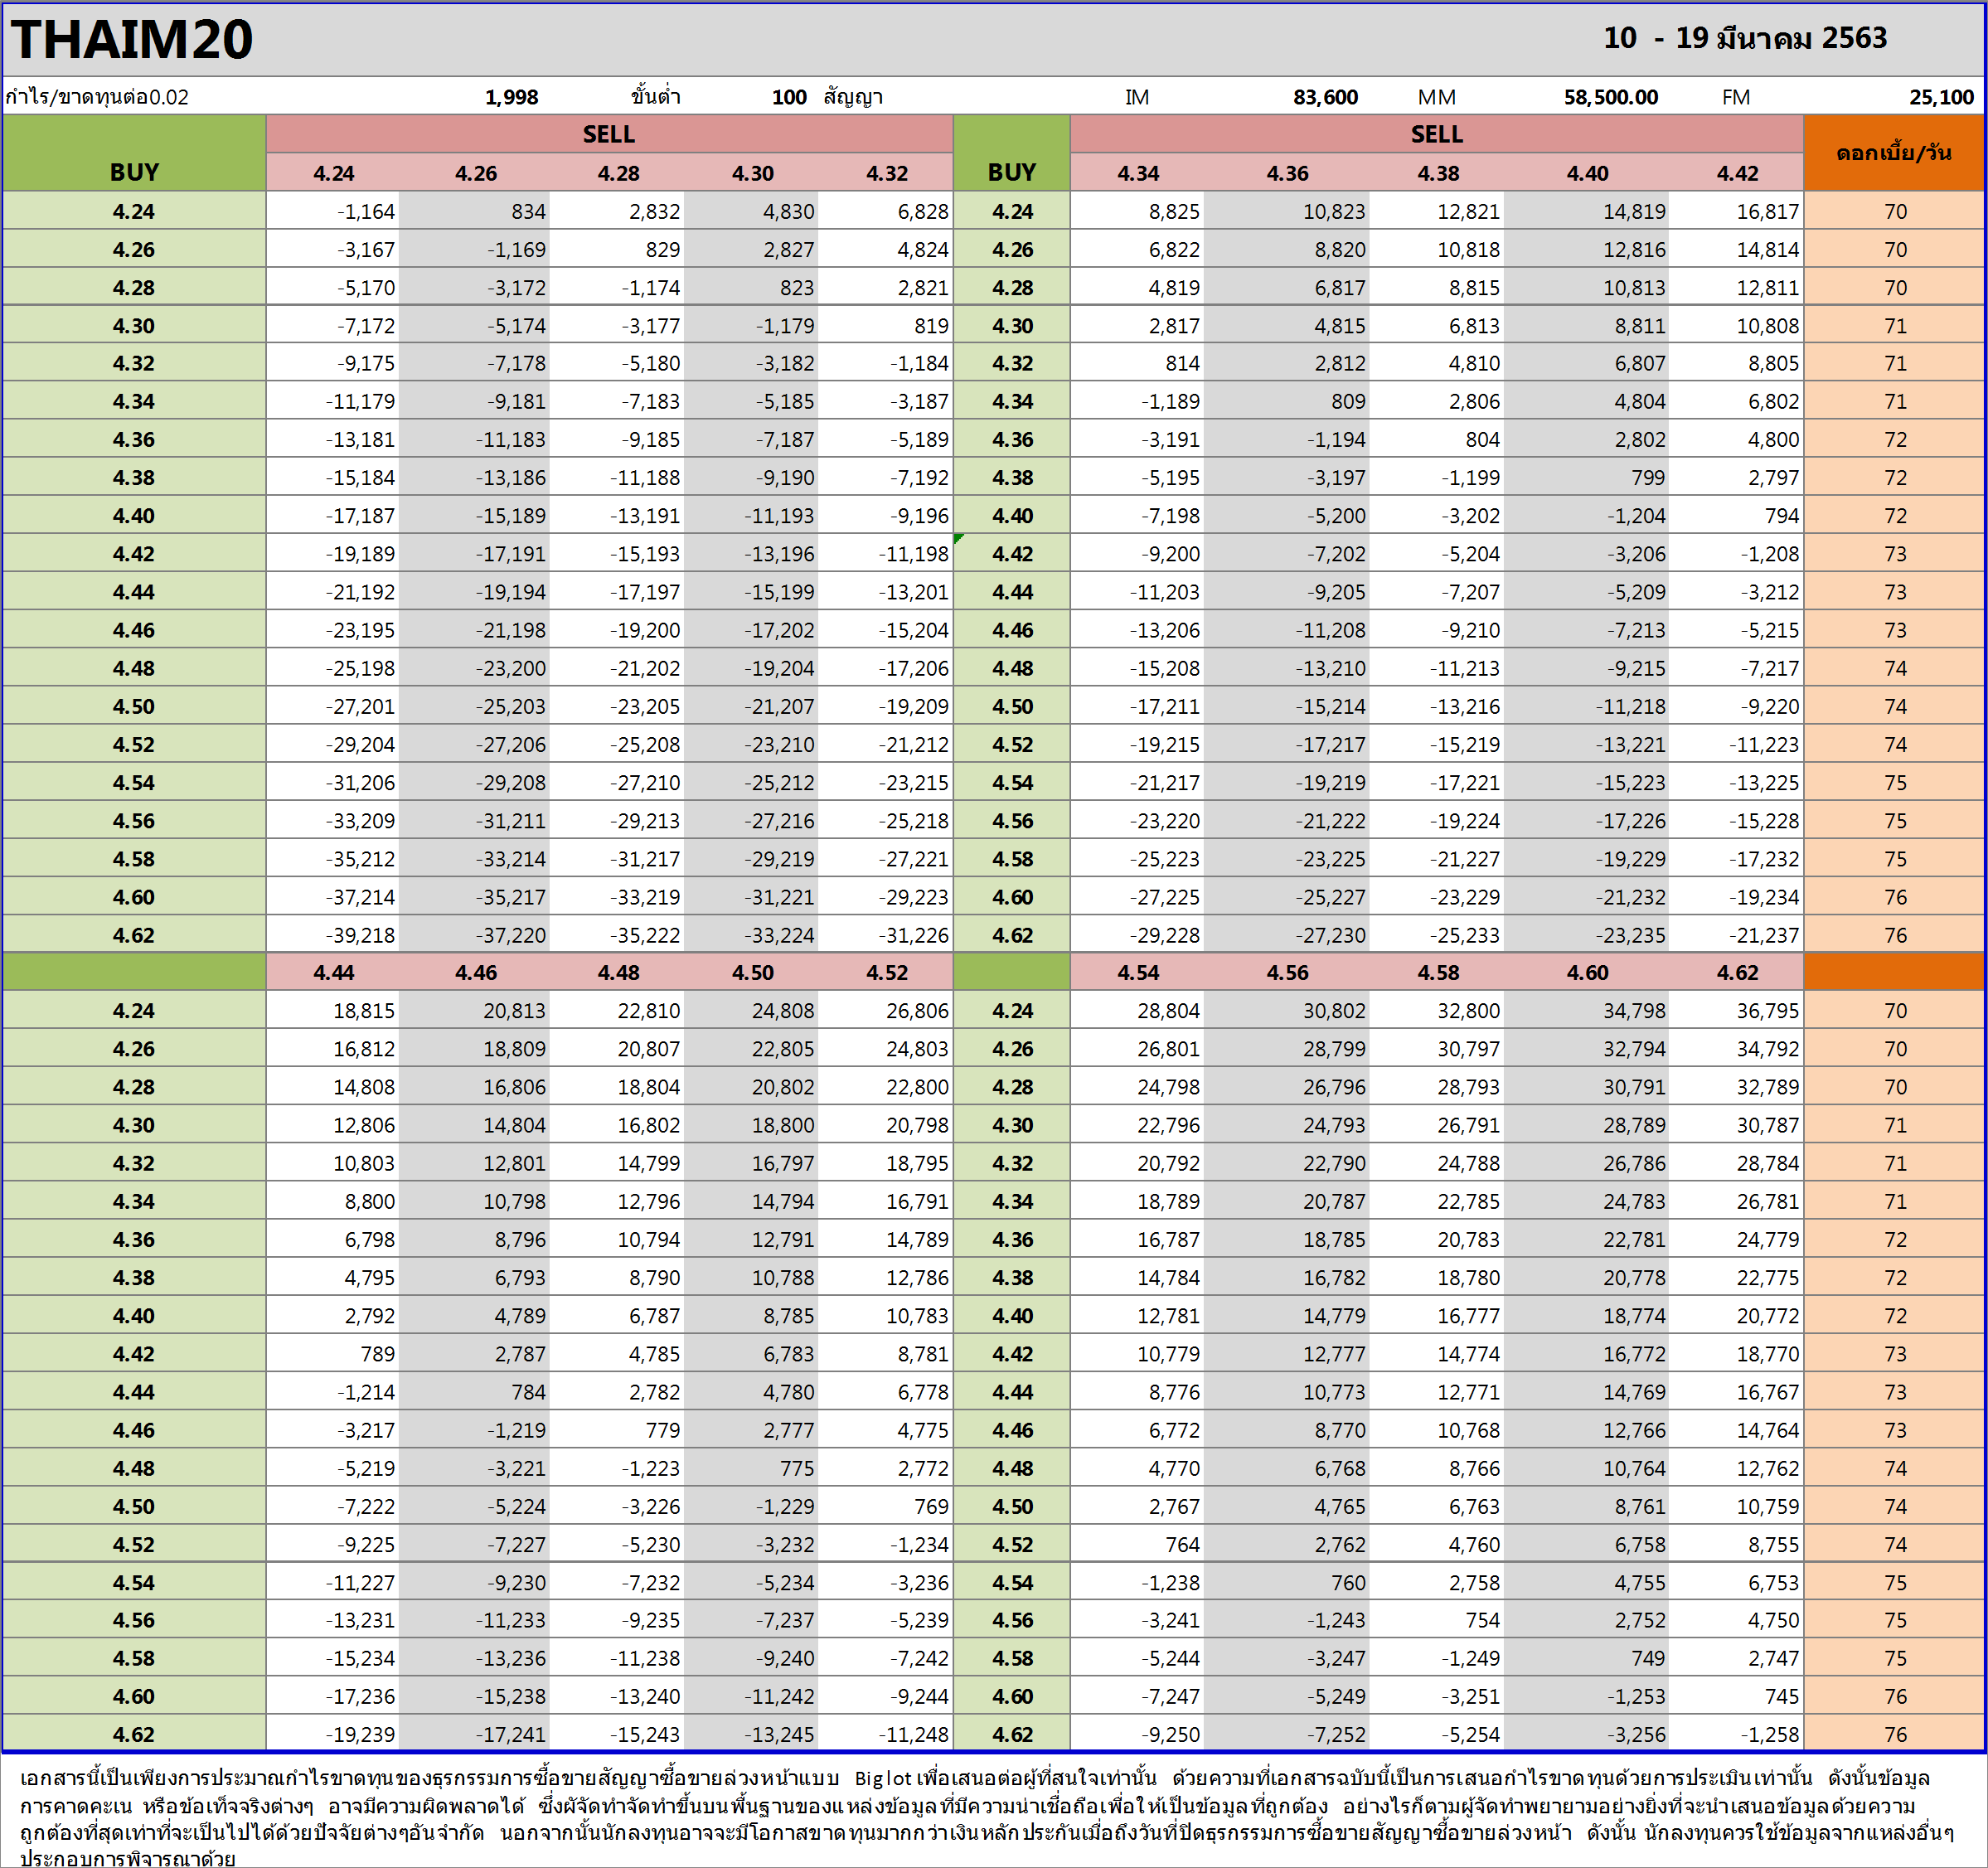 THAIM20 10 - 19 มีนาคม 2563
กำไร/ขาดทุนต่อ0.02 1,998 ขั้นต่ำ 100 สัญญา IM 83,600 MM 58,500.00 FM 25,100
SELL SELL
BUY 4.24 4.26 4.28 4.30 4.32 BUY 4.34 4.36 4.38 4.40 4.42 ดอกเบี้ย/วัน
4.24 -1,164 834 2,832 4,830 6,828 4.24 8,825 10,823 12,821 14,819 16,817 70
4.26 -3,167 -1,169 829 2,827 4,824 4.26 6,822 8,820 10,818 12,816 14,814 70
4.28 -5,170 -3,172 -1,174 823 2,821 4.28 4,819 6,817 8,815 10,813 12,811 70
4.30 -7,172 -5,174 -3,177 -1,179 819 4.30 2,817 4,815 6,813 8,811 10,808 71
4.32 -9,175 -7,178 -5,180 -3,182 -1,184 4.32 814 2,812 4,810 6,807 8,805 71
4.34 -11,179 -9,181 -7,183 -5,185 -3,187 4.34 -1,189 809 2,806 4,804 6,802 71
4.36 -13,181 -11,183 -9,185 -7,187 -5,189 4.36 -3,191 -1,194 804 2,802 4,800 72
4.38 -15,184 -13,186 -11,188 -9,190 -7,192 4.38 -5,195 -3,197 -1,199 799 2,797 72
4.40 -17,187 -15,189 -13,191 -11,193 -9,196 4.40 -7,198 -5,200 -3,202 -1,204 794 72
4.42 -19,189 -17,191 -15,193 -13,196 -11,198 4.42 -9,200 -7,202 -5,204 -3,206 -1,208 73
4.44 -21,192 -19,194 -17,197 -15,199 -13,201 4.44 -11,203 -9,205 -7,207 -5,209 -3,212 73
4.46 -23,195 -21,198 -19,200 -17,202 -15,204 4.46 -13,206 -11,208 -9,210 -7,213 -5,215 73
4.48 -25,198 -23,200 -21,202 -19,204 -17,206 4.48 -15,208 -13,210 -11,213 -9,215 -7,217 74
4.50 -27,201 -25,203 -23,205 -21,207 -19,209 4.50 -17,211 -15,214 -13,216 -11,218 -9,220 74
4.52 -29,204 -27,206 -25,208 -23,210 -21,212 4.52 -19,215 -17,217 -15,219 -13,221 -11,223 74
4.54 -31,206 -29,208 -27,210 -25,212 -23,215 4.54 -21,217 -19,219 -17,221 -15,223 -13,225 75
4.56 -33,209 -31,211 -29,213 -27,216 -25,218 4.56 -23,220 -21,222 -19,224 -17,226 -15,228 75
4.58 -35,212 -33,214 -31,217 -29,219 -27,221 4.58 -25,223 -23,225 -21,227 -19,229 -17,232 75
4.60 -37,214 -35,217 -33,219 -31,221 -29,223 4.60 -27,225 -25,227 -23,229 -21,232 -19,234 76
4.62 -39,218 -37,220 -35,222 -33,224 -31,226 4.62 -29,228 -27,230 -25,233 -23,235 -21,237 76
4.44 4.46 4.48 4.50 4.52 4.54 4.56 4.58 4.60 4.62
4.24 18,815 20,813 22,810 24,808 26,806 4.24 28,804 30,802 32,800 34,798 36,795 70
4.26 16,812 18,809 20,807 22,805 24,803 4.26 26,801 28,799 30,797 32,794 34,792 70
4.28 14,808 16,806 18,804 20,802 22,800 4.28 24,798 26,796 28,793 30,791 32,789 70
4.30 12,806 14,804 16,802 18,800 20,798 4.30 22,796 24,793 26,791 28,789 30,787 71
4.32 10,803 12,801 14,799 16,797 18,795 4.32 20,792 22,790 24,788 26,786 28,784 71
4.34 8,800 10,798 12,796 14,794 16,791 4.34 18,789 20,787 22,785 24,783 26,781 71
4.36 6,798 8,796 10,794 12,791 14,789 4.36 16,787 18,785 20,783 22,781 24,779 72
4.38 4,795 6,793 8,790 10,788 12,786 4.38 14,784 16,782 18,780 20,778 22,775 72
4.40 2,792 4,789 6,787 8,785 10,783 4.40 12,781 14,779 16,777 18,774 20,772 72
4.42 789 2,787 4,785 6,783 8,781 4.42 10,779 12,777 14,774 16,772 18,770 73
4.44 -1,214 784 2,782 4,780 6,778 4.44 8,776 10,773 12,771 14,769 16,767 73
4.46 -3,217 -1,219 779 2,777 4,775 4.46 6,772 8,770 10,768 12,766 14,764 73
4.48 -5,219 -3,221 -1,223 775 2,772 4.48 4,770 6,768 8,766 10,764 12,762 74
4.50 -7,222 -5,224 -3,226 -1,229 769 4.50 2,767 4,765 6,763 8,761 10,759 74
4.52 -9,225 -7,227 -5,230 -3,232 -1,234 4.52 764 2,762 4,760 6,758 8,755 74
4.54 -11,227 -9,230 -7,232 -5,234 -3,236 4.54 -1,238 760 2,758 4,755 6,753 75
4.56 -13,231 -11,233 -9,235 -7,237 -5,239 4.56 -3,241 -1,243 754 2,752 4,750 75
4.58 -15,234 -13,236 -11,238 -9,240 -7,242 4.58 -5,244 -3,247 -1,249 749 2,747 75
4.60 -17,236 -15,238 -13,240 -11,242 -9,244 4.60 -7,247 -5,249 -3,251 -1,253 745 76
4.62 -19,239 -17,241 -15,243 -13,245 -11,248 4.62 -9,250 -7,252 -5,254 -3,256 -1,258 76
เอกสารนี้เป็นเพียงการประมาณกำไรขาดทุนของธุรกรรมการซื้อขายสัญญาซื้อขายล่วงหน้าแบบ Big lot เพื่อเสนอต่อผู้ที่สนใจเท่านั้น ด้วยความที่เอกสารฉบับนี้เป็นการเสนอกำไรขาดทุนด้วยการประเมินเท่านั้น ดังนั้นข้อมูล
การคาดคะเน หรือข้อเท็จจริงต่างๆ อาจมีความผิดพลาดได้ ซึ่งผัจัดทำจัดทำขึ้นบนพื้นฐานของแหล่งข้อมูลที่มีความน่าเชื่อถือเพื่อให้เป็นข้อมูลที่ถูกต้อง อย่างไรก็ตามผู้จัดทำพยายามอย่างยิ่งที่จะนำเสนอข้อมูลด้วยความ
ถูกต้องที่สุดเท่าที่จะเป็นไปได้ด้วยปัจจัยต่างๆอันจำกัด นอกจากนั้นนักลงทุนอาจจะมีโอกาสขาดทุนมากกว่าเงินหลักประกันเมื่อถึงวันที่ปิดธุรกรรมการซื้อขายสัญญาซื้อขายล่วงหน้า ดังนั้น นักลงทุนควรใช้ข้อมูลจากแหล่งอื่นๆ
ประกอบการพิจารณาด้วย